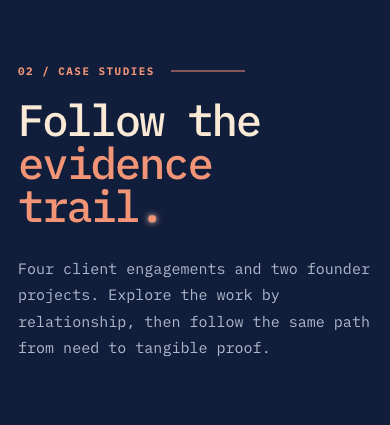 02 / CASE STUDIES
Follow the
evidence
trail.
Four client engagements and two founder
projects. Explore the work by
relationship, then follow the same path
from need to tangible proof.